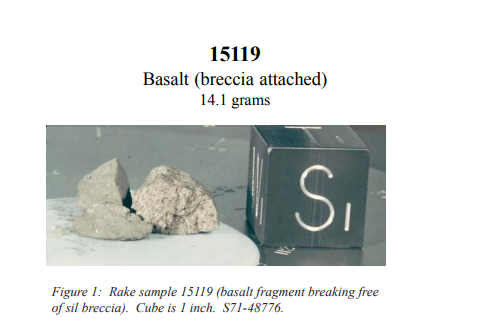 15119
Basalt (breccia attached)
14.1 grams
S1
Figure 1: Rake sample 15119 (basalt fragment breaking free
of sil breccia). Cube is 1 inch. S71-48776.